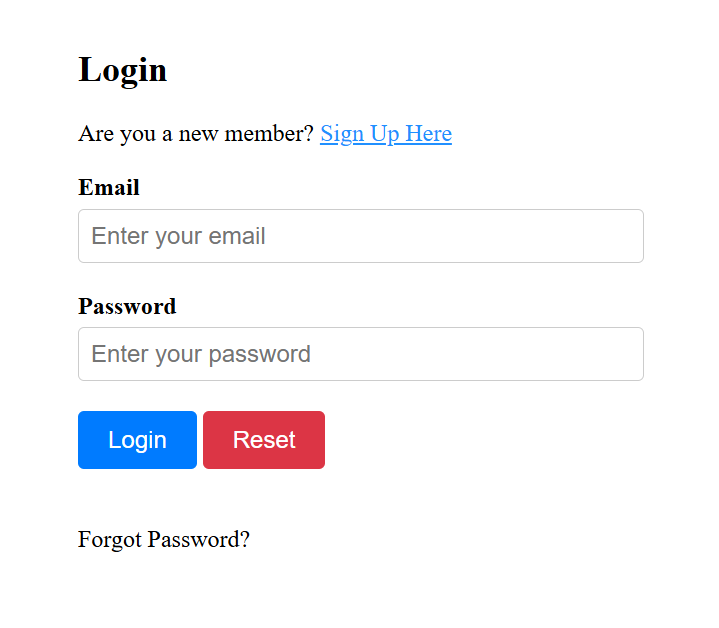 Login
Are you a new member? Sign Up Here
Email
Enter your email
Password
Enter your password
Login Reset
Forgot Password?